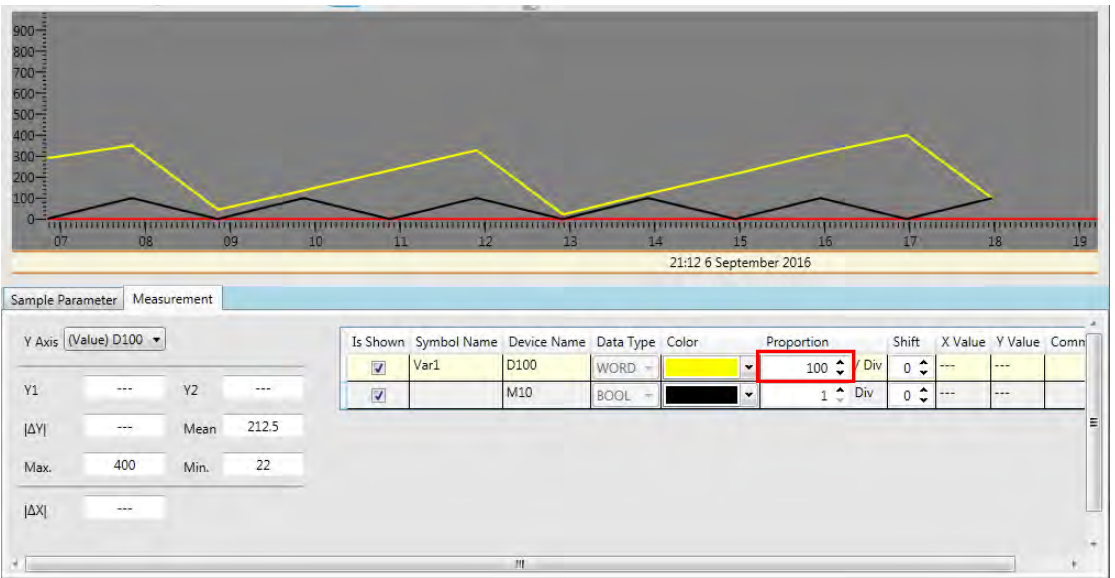 900
800
700
600
500
400
300
200
100
0
07 08 09 10 11 12 13 14 15 16 17 18 19
21:12 6 September 2016
Sample Parameter Measurement
Y Axis (Value) D100
Is Shown Symbol Name Device Name Data Type Color Proportion Shift X Value Y Value Comn
Var1 D100 WORD 100 / Div 0 --- ---
M10 BOOL 1 Div 0 --- ---
Y1 --- Y2 ---
|ΔY| --- Mean 212.5
Max. 400 Min. 22
|ΔX| ---